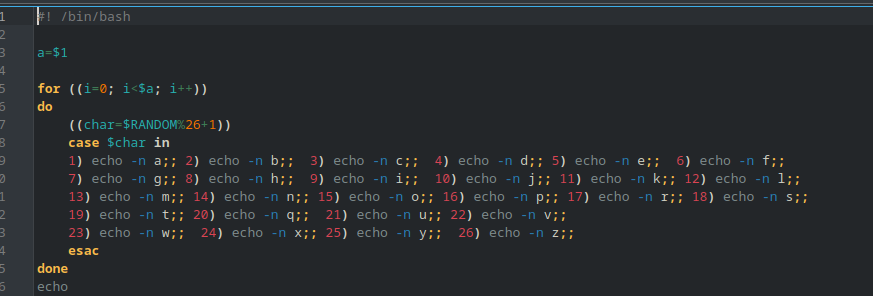 1 #! /bin/bash
2
3 a=$1
4
5 for ((i=0; i<$a; i++))
6 do
7 ((char=$RANDOM%26+1))
8 case $char in
9 1) echo -n a;; 2) echo -n b;; 3) echo -n c;; 4) echo -n d;; 5) echo -n e;; 6) echo -n f;;
0 7) echo -n g;; 8) echo -n h;; 9) echo -n i;; 10) echo -n j;; 11) echo -n k;; 12) echo -n l;;
1 13) echo -n m;; 14) echo -n n;; 15) echo -n o;; 16) echo -n p;; 17) echo -n r;; 18) echo -n s;;
2 19) echo -n t;; 20) echo -n q;; 21) echo -n u;; 22) echo -n v;;
3 23) echo -n w;; 24) echo -n x;; 25) echo -n y;; 26) echo -n z;;
4 esac
5 done
6 echo